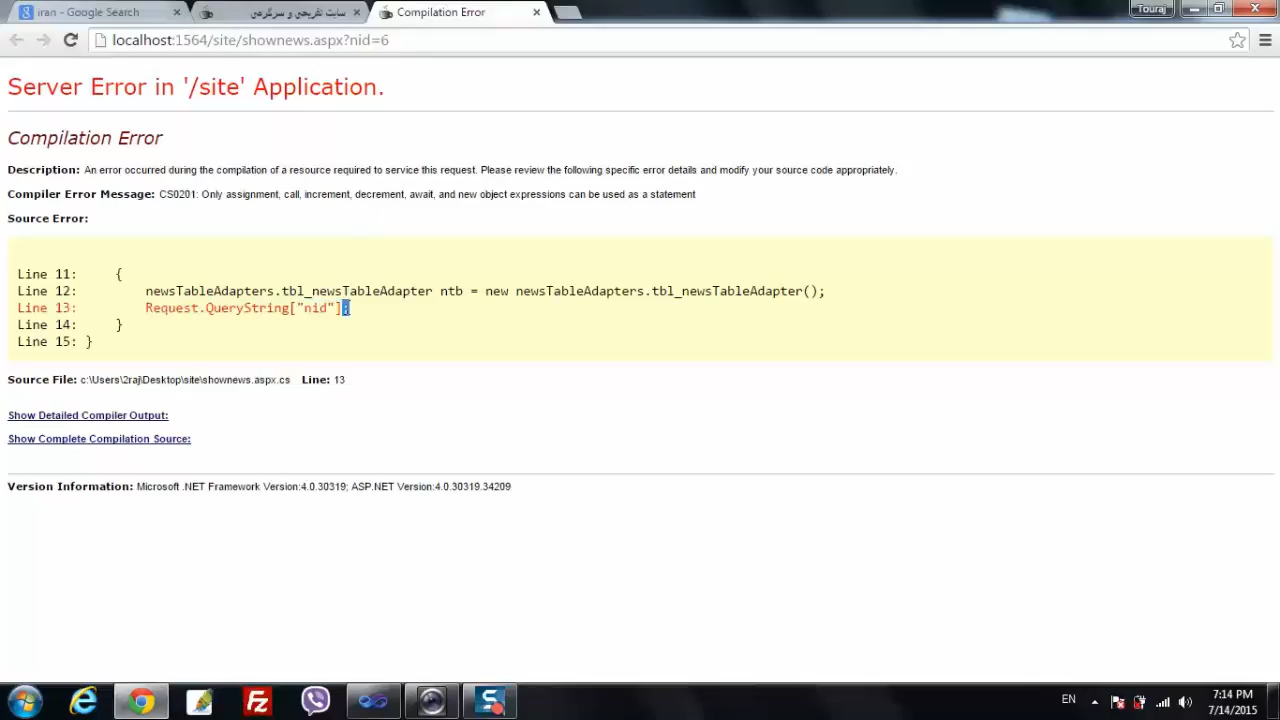 iran - Google Search
سایت تفریحی و سرگرمی
Compilation Error
Touraj
localhost:1564/site/shownews.aspx?nid=6
Server Error in '/site' Application.
Compilation Error
Description: An error occurred during the compilation of a resource required to service this request. Please review the following specific error details and modify your source code appropriately.
Compiler Error Message: CS0201: Only assignment, call, increment, decrement, await, and new object expressions can be used as a statement
Source Error:
Line 11:     {
Line 12:         newsTableAdapters.tbl_newsTableAdapter ntb = new newsTableAdapters.tbl_newsTableAdapter();
Line 13:         Request.QueryString["nid"];
Line 14:     }
Line 15: }
Source File: c:\Users\2raj\Desktop\site\shownews.aspx.cs    Line: 13
Show Detailed Compiler Output:
Show Complete Compilation Source:
Version Information: Microsoft .NET Framework Version:4.0.30319; ASP.NET Version:4.0.30319.34209
EN
7:14 PM
7/14/2015